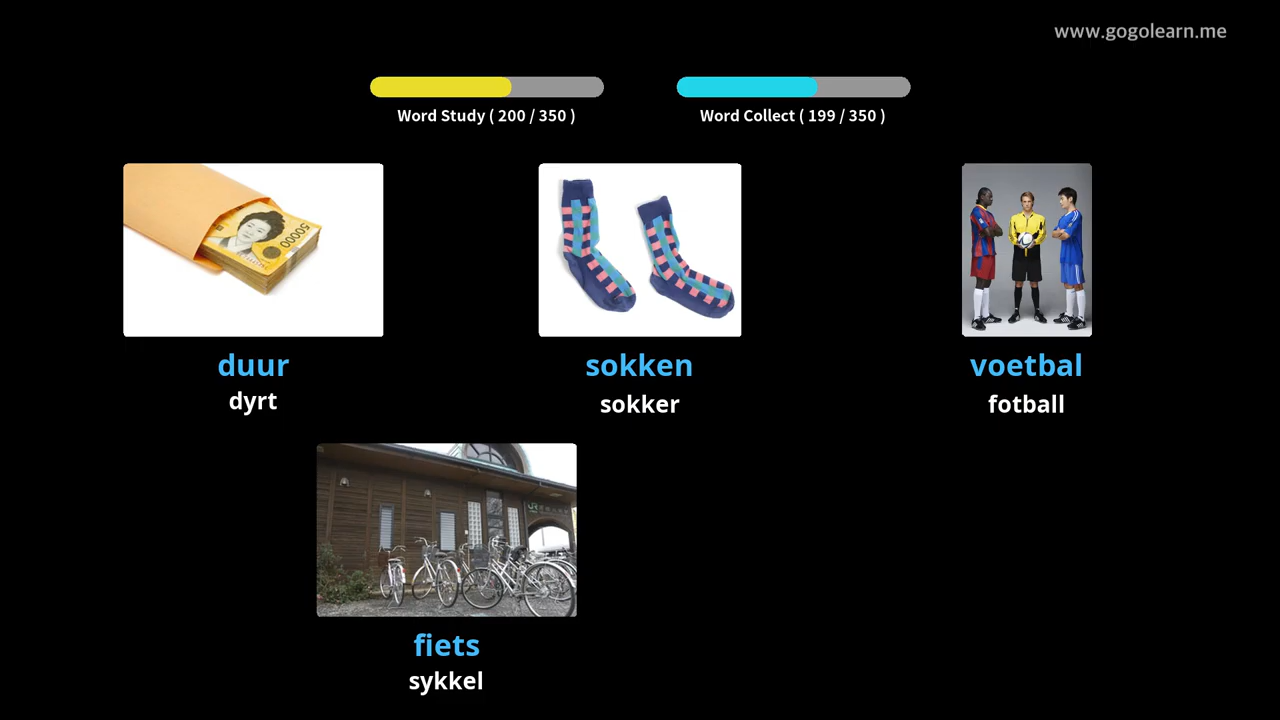 www.gogolearn.me
Word Study ( 200 / 350 )
Word Collect ( 199 / 350 )
50000
duur
dyrt
sokken
sokker
voetbal
fotball
fiets
sykkel